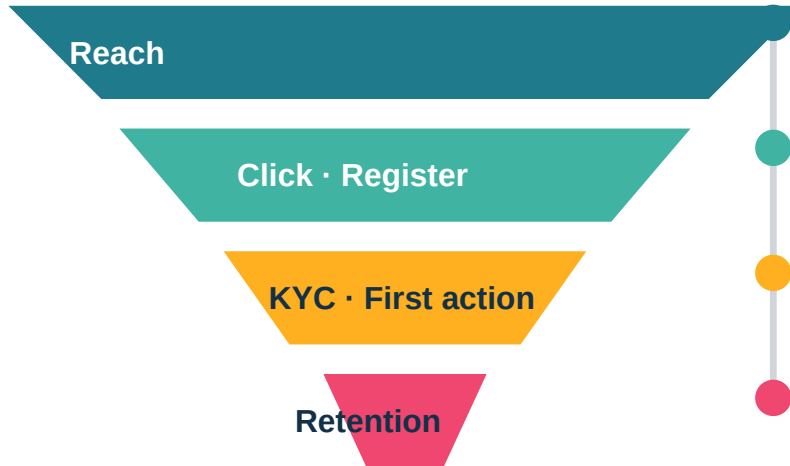 Reach
Click · Register
KYC · First action
Retention